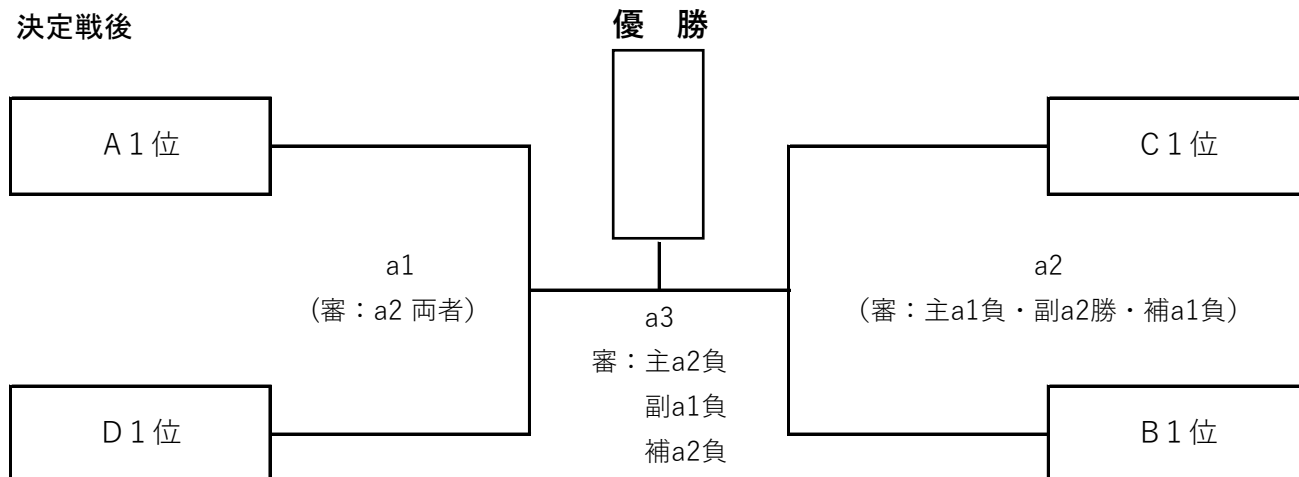 決定戦後
優　勝
A１位
C１位
a1
（審：a2 両者）
a2
（審：主a1負・副a2勝・補a1負）
a3
審：主a2負
副a1負
補a2負
D１位
B１位